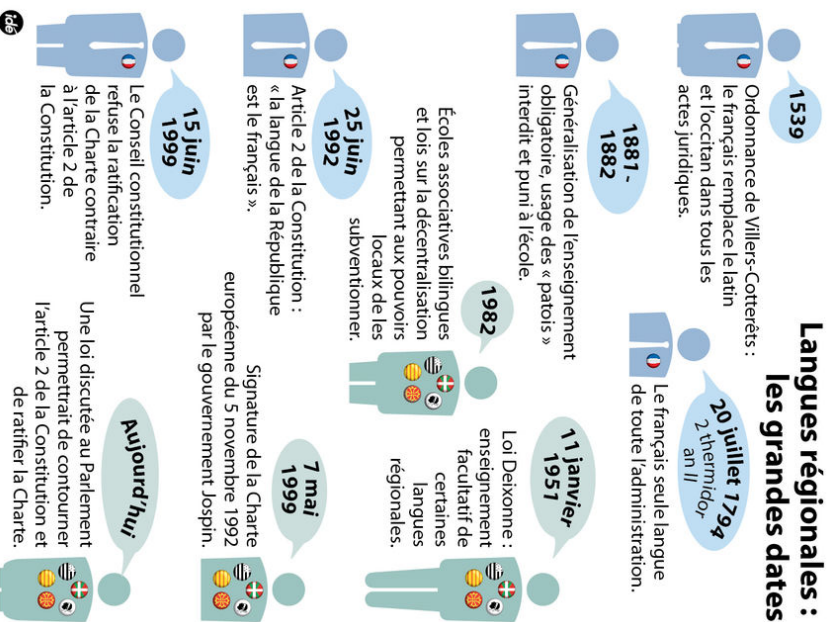 Langues régionales :
les grandes dates
1539
Ordonnance de Villers-Cotterêts :
le français remplace le latin
et l'occitan dans tous les
actes juridiques.
20 juillet 1794
2 thermidor
an II
Le français seule langue
de toute l'administration.
1881-
1882
Généralisation de l'enseignement
obligatoire, usage des « patois »
interdit et puni à l'école.
11 janvier
1951
Loi Deixonne :
enseignement
facultatif de
certaines
langues
régionales.
1982
Écoles associatives bilingues
et lois sur la décentralisation
permettant aux pouvoirs
locaux de les
subventionner.
25 juin
1992
Article 2 de la Constitution :
« la langue de la République
est le français ».
7 mai
1999
Signature de la Charte
européenne du 5 novembre 1992
par le gouvernement Jospin.
15 juin
1999
Le Conseil constitutionnel
refuse la ratification
de la Charte contraire
à l'article 2 de
la Constitution.
Aujourd'hui
Une loi discutée au Parlement
permettrait de contourner
l'article 2 de la Constitution et
de ratifier la Charte.
idé